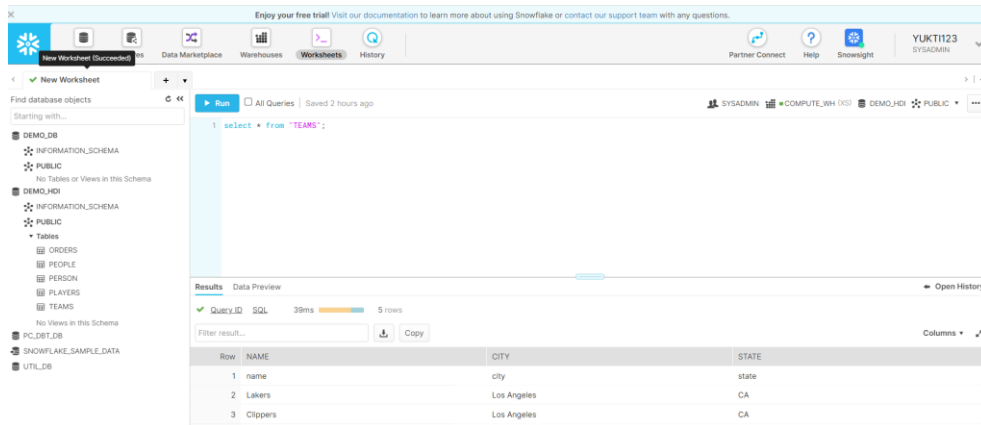 Enjoy your free trial! Visit our documentation to learn more about using Snowflake or contact our support team with any questions.
Data Marketplace Warehouses Worksheets History Partner Connect Help Snowsight YUKTI123
SYSADMIN
New Worksheet (Succeeded)
New Worksheet
Find database objects
Starting with...
DEMO_DB
INFORMATION_SCHEMA
PUBLIC
No Tables or Views in this Schema
DEMO_HDI
INFORMATION_SCHEMA
PUBLIC
Tables
ORDERS
PEOPLE
PERSON
PLAYERS
TEAMS
No Views in this Schema
PC_DBT_DB
SNOWFLAKE_SAMPLE_DATA
UTIL_DB
Run All Queries Saved 2 hours ago SYSADMIN COMPUTE_WH (XS) DEMO_HDI PUBLIC
1 select * from "TEAMS";
Results Data Preview Open History
Query ID SQL 39ms 5 rows
Filter result... Copy Columns
Row NAME CITY STATE
1 name city state
2 Lakers Los Angeles CA
3 Clippers Los Angeles CA